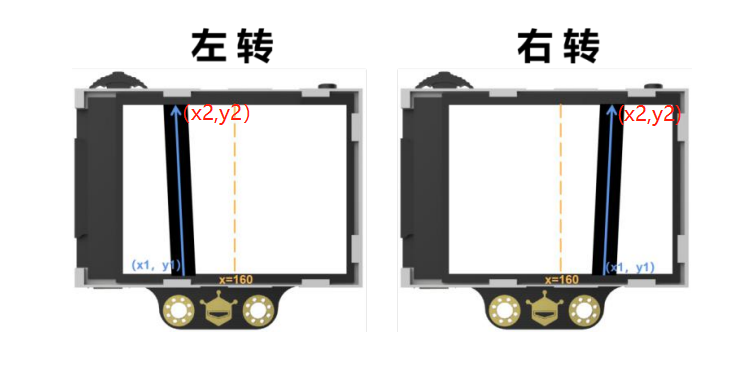 左转
右转
(x2,y2)
(x2,y2)
(x1, y1)
(x1, y1)
x=160
x=160